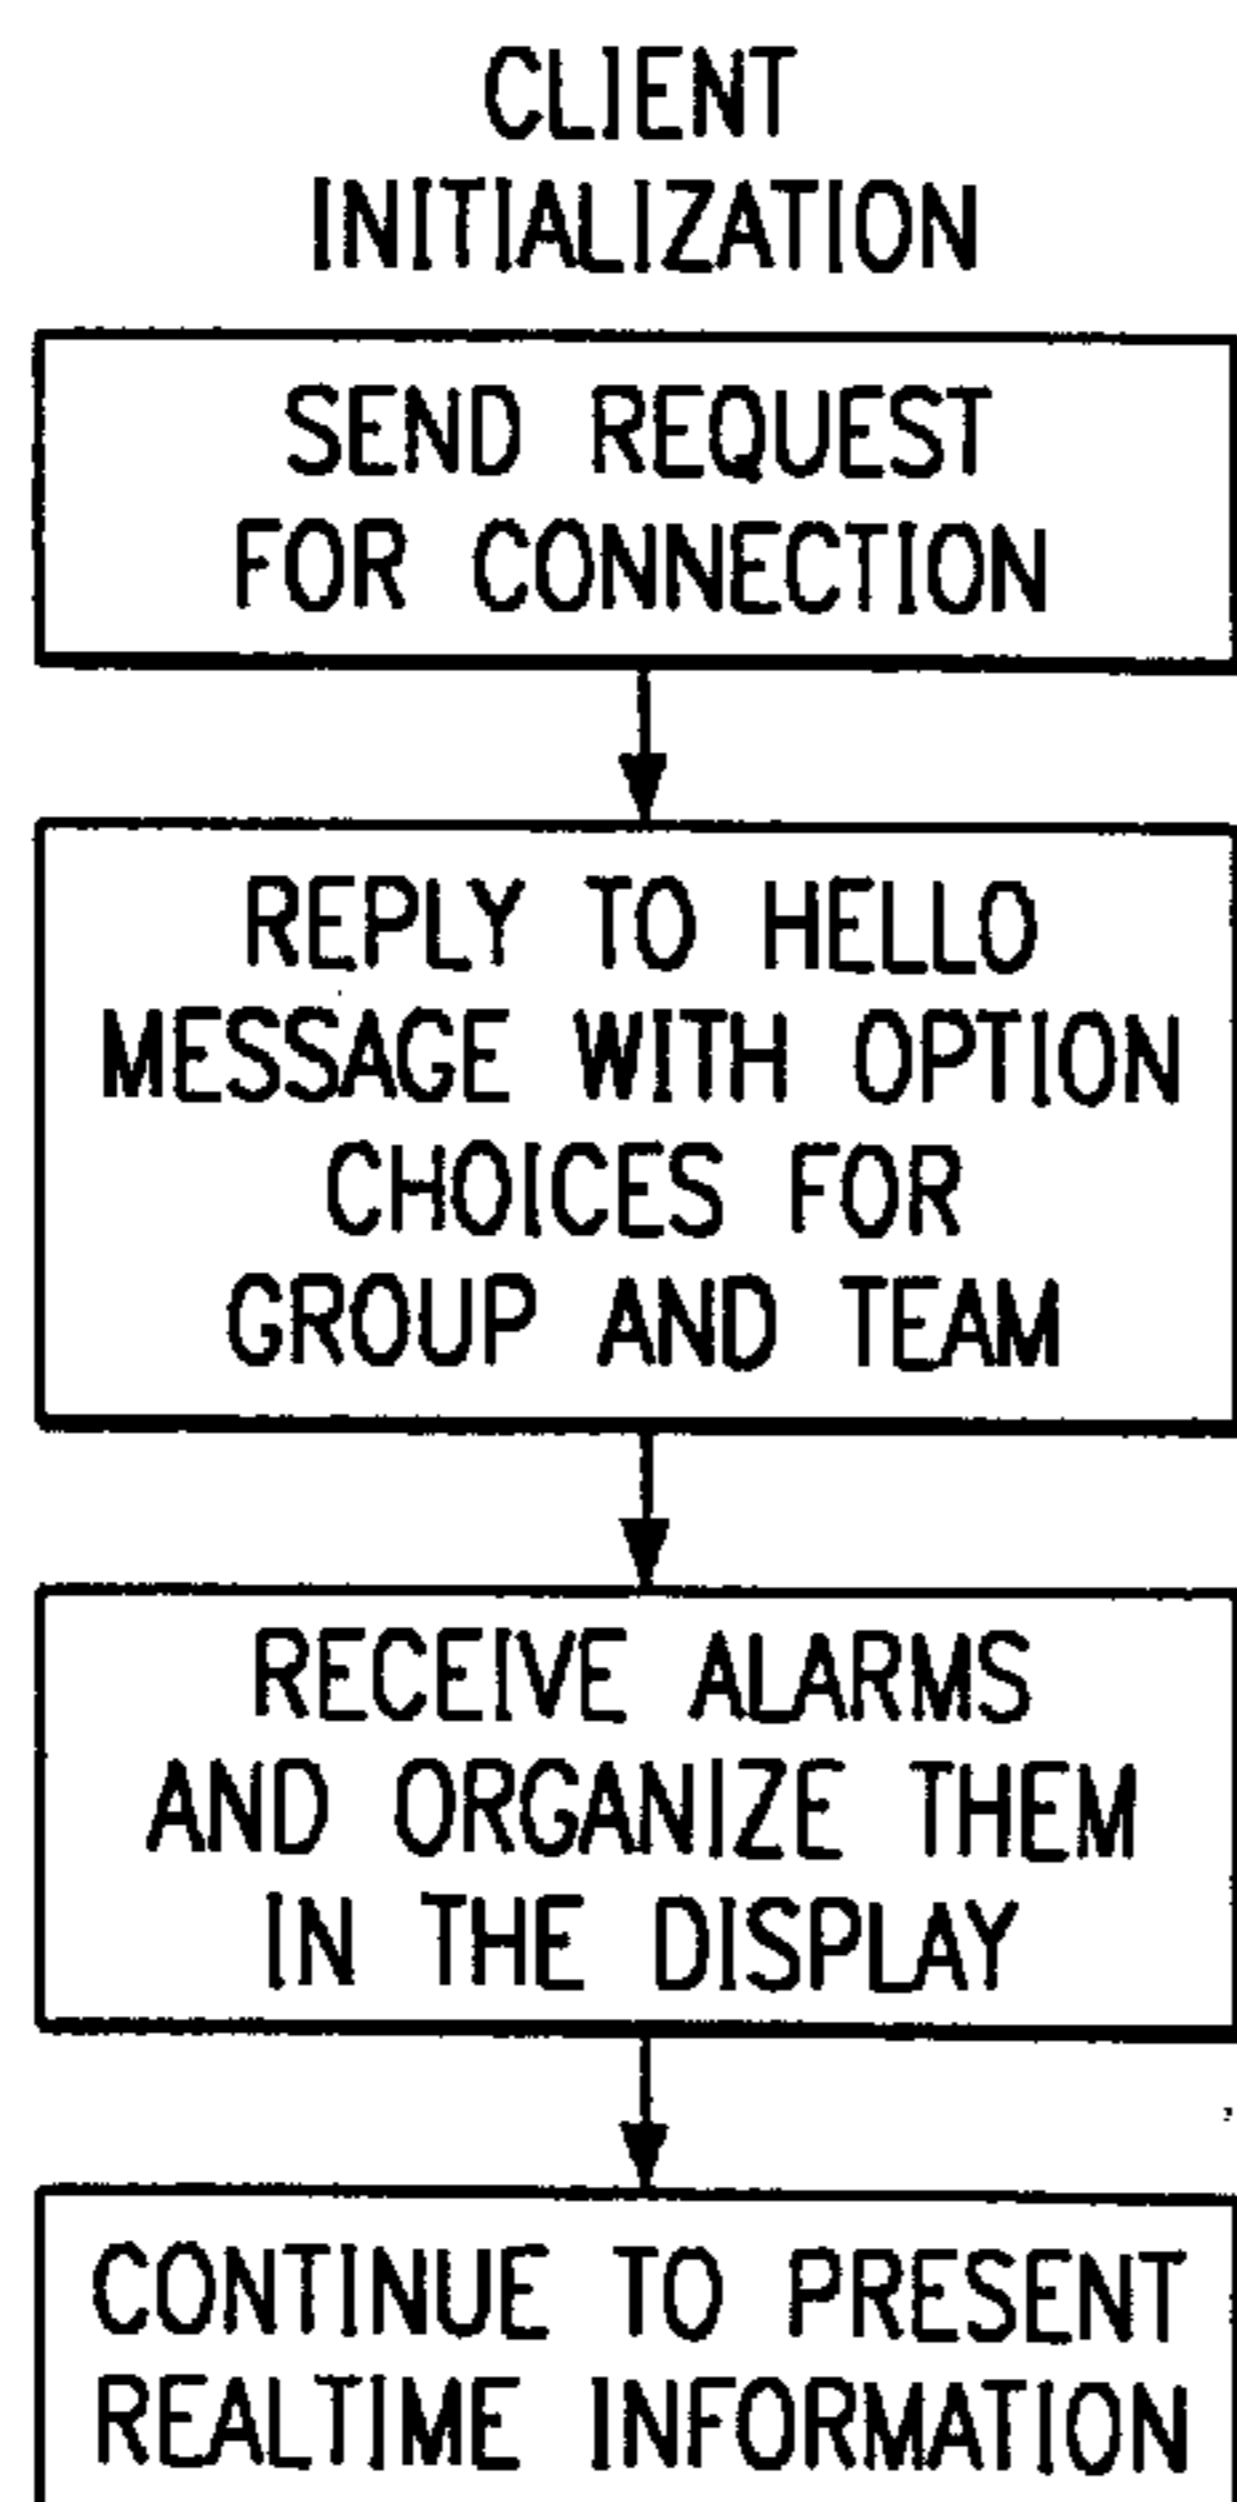 CLIENT
INITIALIZATION
SEND REQUEST
FOR CONNECTION
REPLY TO HELLO
MESSAGE WITH OPTION
CHOICES FOR
GROUP AND TEAM
RECEIVE ALARMS
AND ORGANIZE THEM
IN THE DISPLAY
CONTINUE TO PRESENT
REALTIME INFORMATION